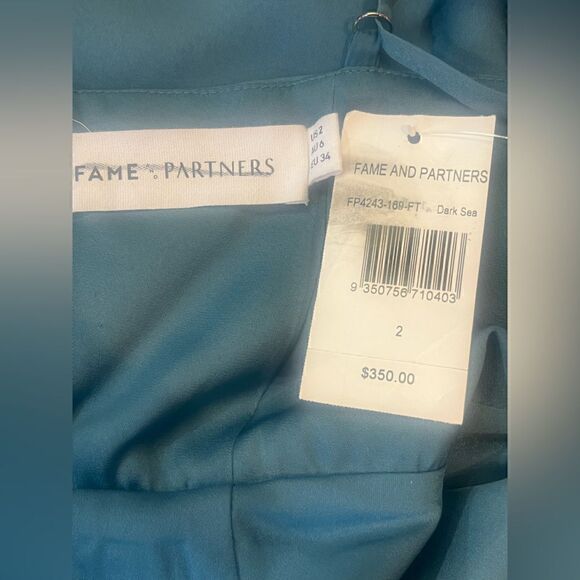 FAME & PARTNERS
US 2
AU 6
EU 34
FAME AND PARTNERS
FP4243-169-FT Dark Sea
9 350756 710403
2
$350.00